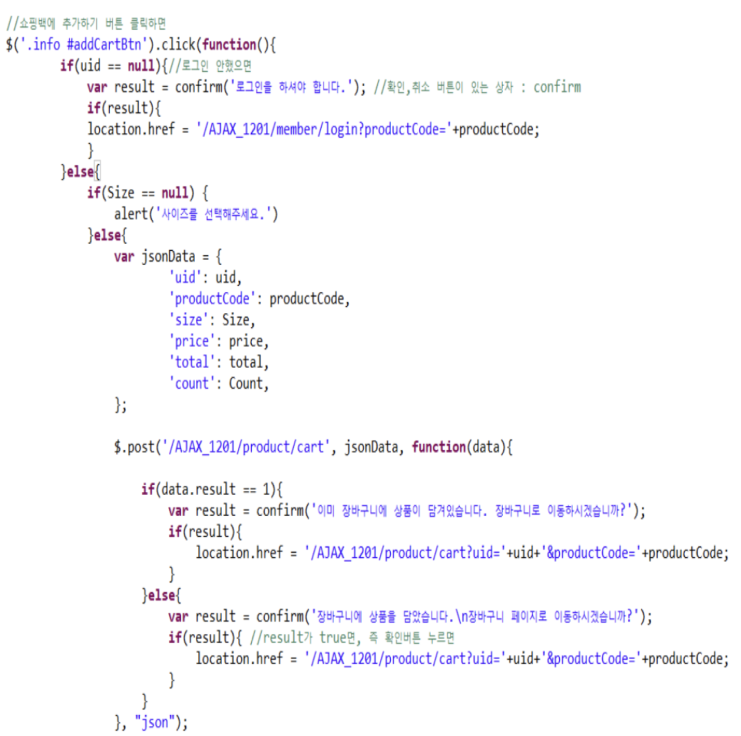 //쇼핑백에 추가하기 버튼 클릭하면
$('.info #addCartBtn').click(function(){
if(uid == null){//로그인 안했으면
var result = confirm('로그인을 하셔야 합니다.'); //확인,취소 버튼이 있는 상자 : confirm
if(result){
location.href = '/AJAX_1201/member/login?productCode='+productCode;
}
}else{
if(Size == null) {
alert('사이즈를 선택해주세요.')
}else{
var jsonData = {
'uid': uid,
'productCode': productCode,
'size': Size,
'price': price,
'total': total,
'count': Count,
};
$.post('/AJAX_1201/product/cart', jsonData, function(data){
if(data.result == 1){
var result = confirm('이미 장바구니에 상품이 담겨있습니다. 장바구니로 이동하시겠습니까?');
if(result){
location.href = '/AJAX_1201/product/cart?uid='+uid+'&productCode='+productCode;
}
}else{
var result = confirm('장바구니에 상품을 담았습니다.\n장바구니 페이지로 이동하시겠습니까?');
if(result){ //result가 true면, 즉 확인버튼 누르면
location.href = '/AJAX_1201/product/cart?uid='+uid+'&productCode='+productCode;
}
}
}, "json");